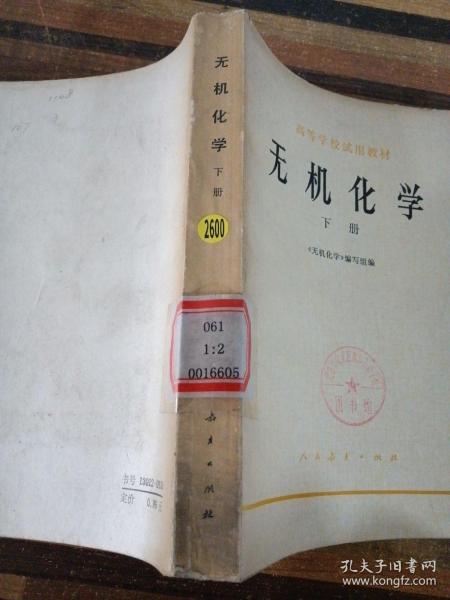 无机化学
下册
2600
061
1:2
0016605
教育出版社
高等学校试用教材
无机化学
下册
《无机化学》编写组编
图书馆
人民教育出版社
书号
定价
孔夫子旧书网
www.kongfz.com